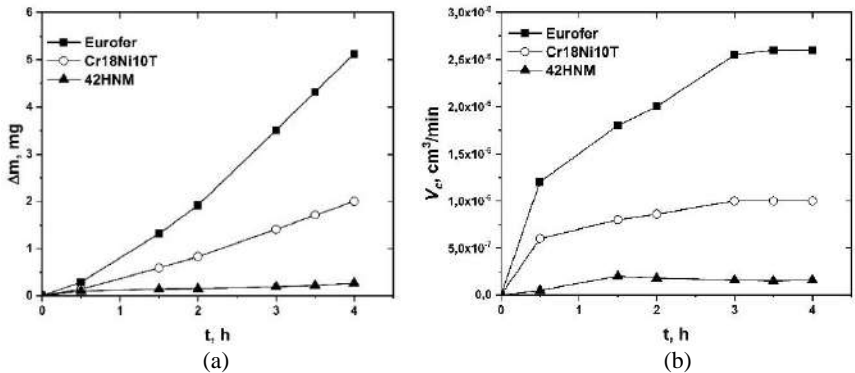 Eurofer
Cr18Ni10T
42HNM
6
5
4
3
2
1
0
Δm, mg
0 1 2 3 4
t, h
(a)
Eurofer
Cr18Ni10T
42HNM
3,0x10⁻⁶
2,5x10⁻⁶
2,0x10⁻⁶
1,5x10⁻⁶
1,0x10⁻⁶
5,0x10⁻⁷
0,0
V_c, cm³/min
0 1 2 3 4
t, h
(b)